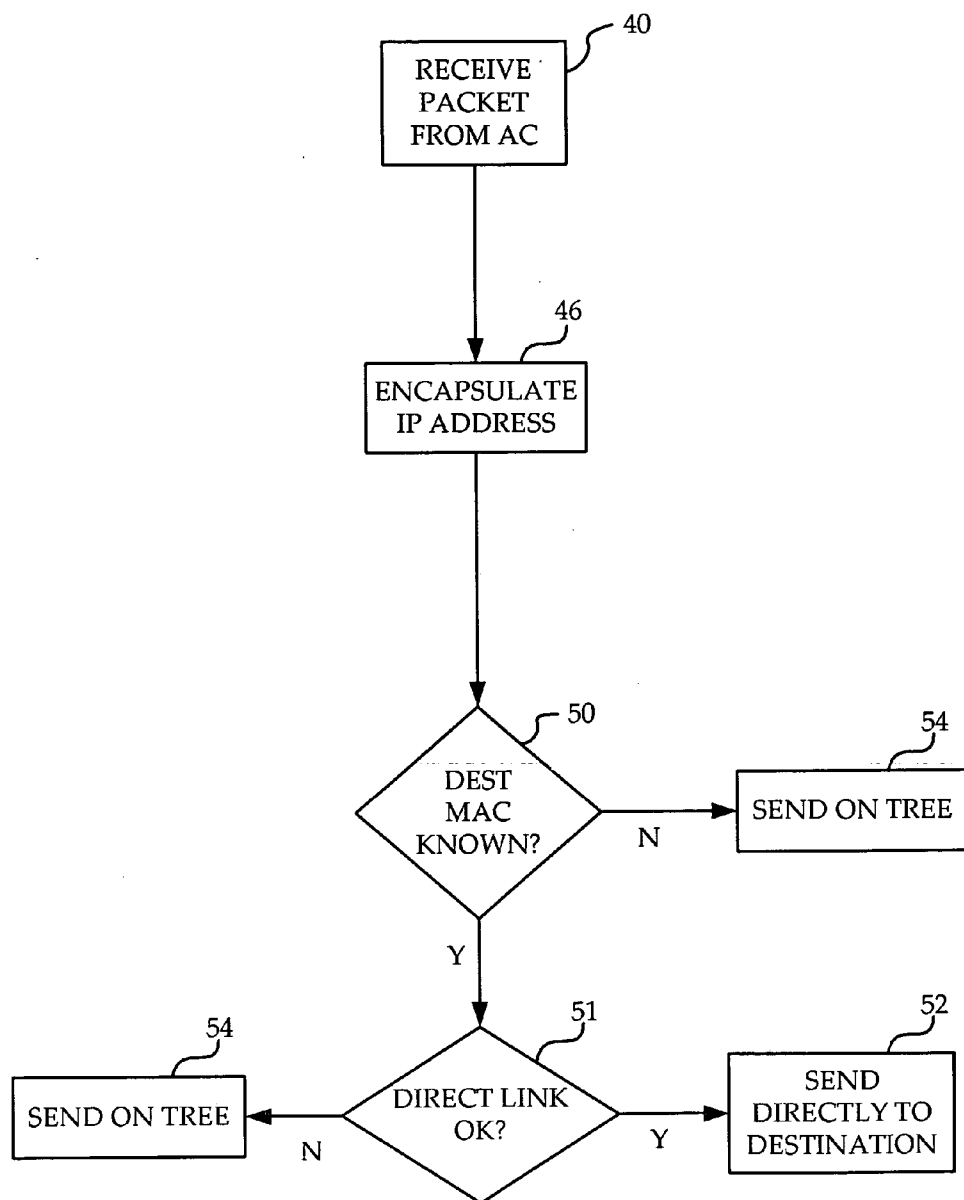 40
RECEIVE
PACKET
FROM AC
46
ENCAPSULATE
IP ADDRESS
50
DEST
MAC
KNOWN?
N
54
SEND ON TREE
Y
51
DIRECT LINK
OK?
54
SEND ON TREE
N
Y
52
SEND
DIRECTLY TO
DESTINATION